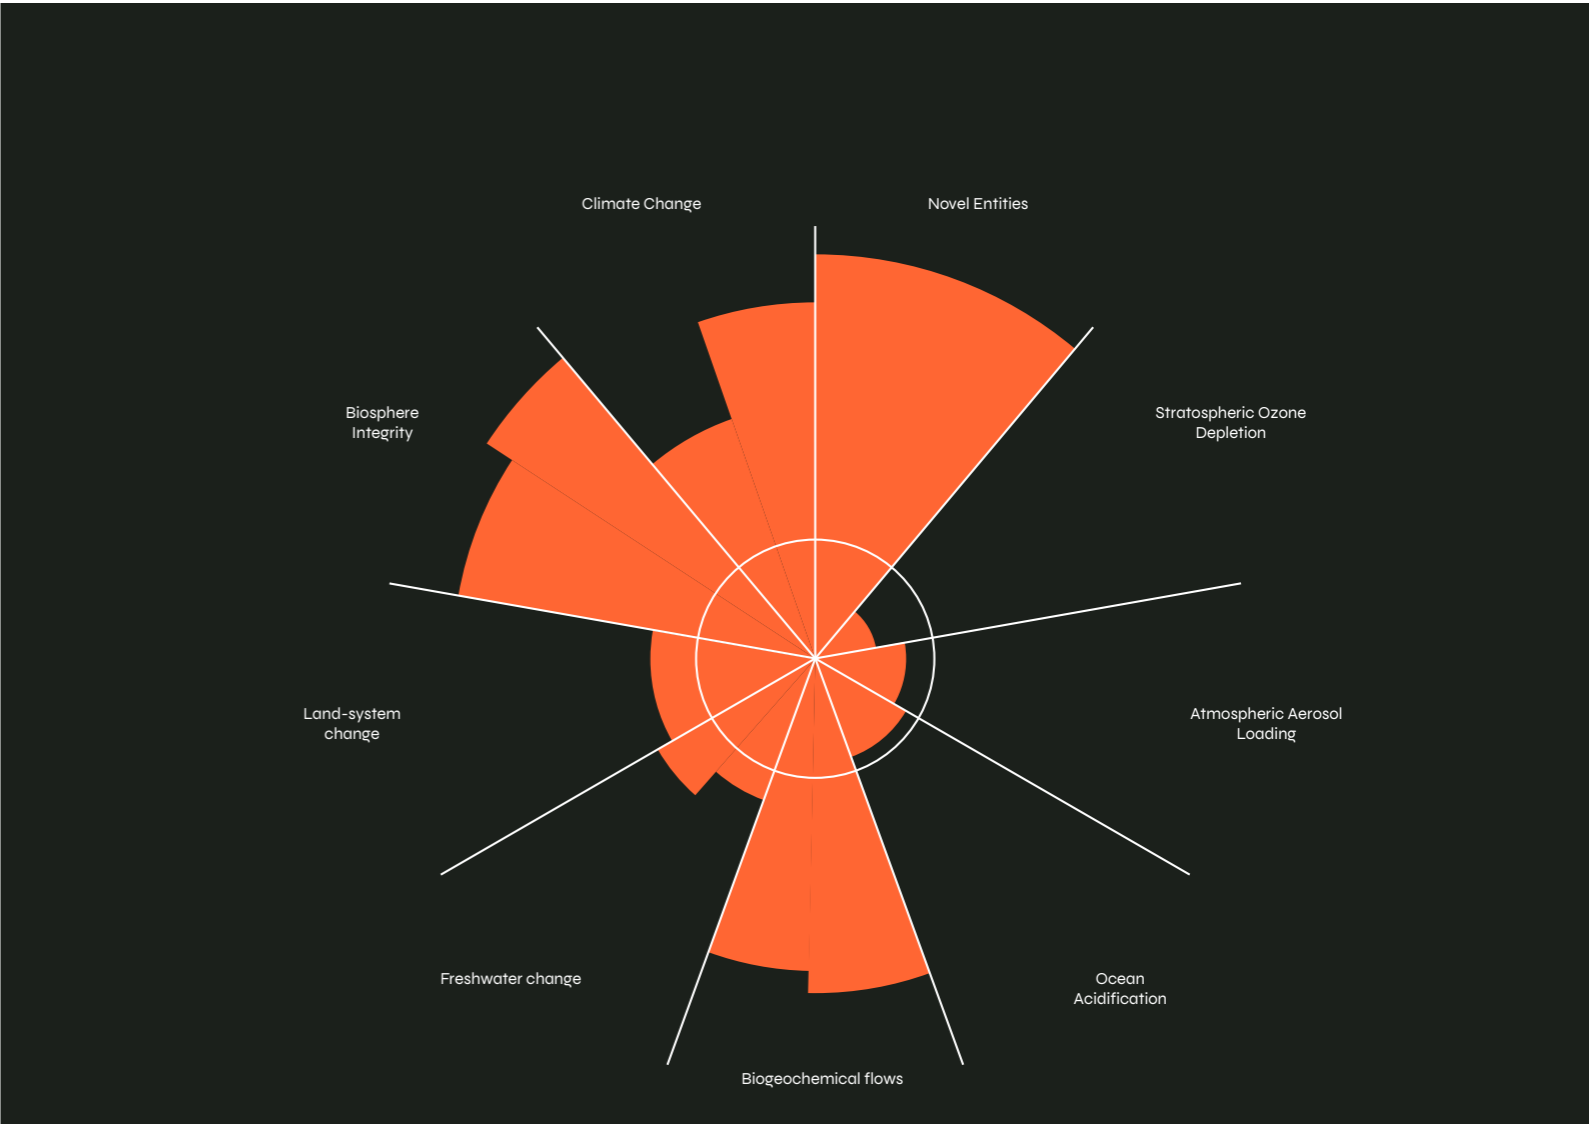 Climate Change
Novel Entities
Biosphere
Integrity
Stratospheric Ozone
Depletion
Land-system
change
Atmospheric Aerosol
Loading
Freshwater change
Ocean
Acidification
Biogeochemical flows